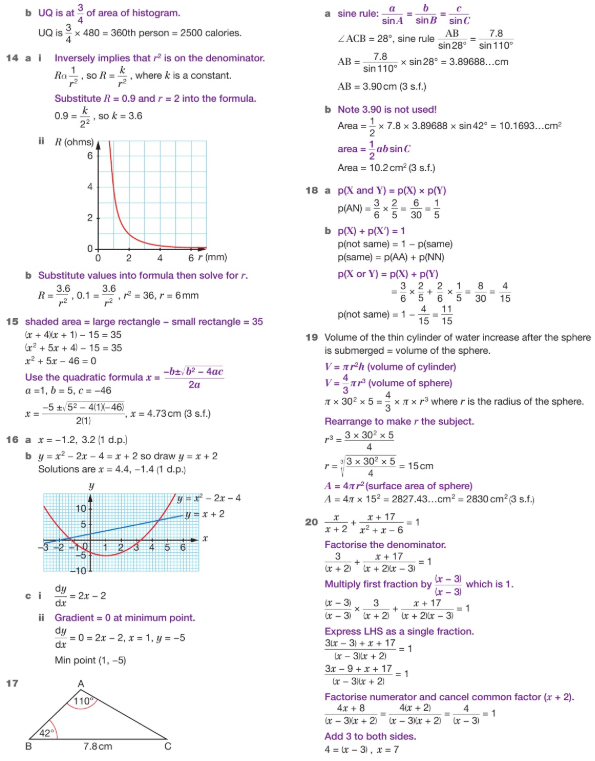 b UQ is at 3/4 of area of histogram.
UQ is 3/4 × 480 = 360th person = 2500 calories.
14 a i Inversely implies that r² is on the denominator.
Rα 1/r², so R = k/r², where k is a constant.
Substitute R = 0.9 and r = 2 into the formula.
0.9 = k/2², so k = 3.6
ii R (ohms)
6
4
2
0
0 2 4 6 r (mm)
b Substitute values into formula then solve for r.
R = 3.6/r², 0.1 = 3.6/r², r² = 36, r = 6 mm
15 shaded area = large rectangle − small rectangle = 35
(x + 4)(x + 1) − 15 = 35
(x² + 5x + 4) − 15 = 35
x² + 5x − 46 = 0
Use the quadratic formula x = −b±√b² − 4ac/2a
a =1, b = 5, c = −46
x = −5 ±√5² − 4(1)(−46)/2(1), x = 4.73 cm (3 s.f.)
16 a x = −1.2, 3.2 (1 d.p.)
b y = x² − 2x − 4 = x + 2 so draw y = x + 2
Solutions are x = 4.4, −1.4 (1 d.p.)
y
y = x² − 2x − 4
10
y = x + 2
5
−3 −2 −1 0 1 2 3 4 5 6 x
−5
−10
c i dy/dx = 2x − 2
ii Gradient = 0 at minimum point.
dy/dx = 0 = 2x − 2, x = 1, y = −5
Min point (1, −5)
17
A
110°
42°
B 7.8 cm C
a sine rule: a/sin A = b/sin B = c/sin C
∠ACB = 28°, sine rule AB/sin 28° = 7.8/sin 110°
AB = 7.8/sin 110° × sin 28° = 3.89688…cm
AB = 3.90 cm (3 s.f.)
b Note 3.90 is not used!
Area = 1/2 × 7.8 × 3.89688 × sin 42° = 10.1693…cm²
area = 1/2 ab sin C
Area = 10.2 cm² (3 s.f.)
18 a p(X and Y) = p(X) × p(Y)
p(AN) = 3/6 × 2/5 = 6/30 = 1/5
b p(X) + p(X′) = 1
p(not same) = 1 − p(same)
p(same) = p(AA) + p(NN)
p(X or Y) = p(X) + p(Y)
= 3/6 × 2/5 + 2/6 × 1/5 = 8/30 = 4/15
p(not same) = 1 − 4/15 = 11/15
19 Volume of the thin cylinder of water increase after the sphere
is submerged = volume of the sphere.
V = πr²h (volume of cylinder)
V = 4/3 πr³ (volume of sphere)
π × 30² × 5 = 4/3 × π × r³ where r is the radius of the sphere.
Rearrange to make r the subject.
r³ = 3 × 30² × 5/4
r = ∛3 × 30² × 5/4 = 15 cm
A = 4πr² (surface area of sphere)
A = 4π × 15² = 2827.43…cm² = 2830 cm² (3 s.f.)
20 x/x + 2 + x + 17/x² + x − 6 = 1
Factorise the denominator.
3/(x + 2) + x + 17/(x + 2)(x − 3) = 1
Multiply first fraction by (x − 3)/(x − 3) which is 1.
(x − 3)/(x − 3) × 3/(x + 2) + x + 17/(x + 2)(x − 3) = 1
Express LHS as a single fraction.
3(x − 3) + x + 17/(x − 3)(x + 2) = 1
3x − 9 + x + 17/(x − 3)(x + 2) = 1
Factorise numerator and cancel common factor (x + 2).
4x + 8/(x − 3)(x + 2) = 4(x + 2)/(x − 3)(x + 2) = 4/(x − 3) = 1
Add 3 to both sides.
4 = (x − 3) , x = 7